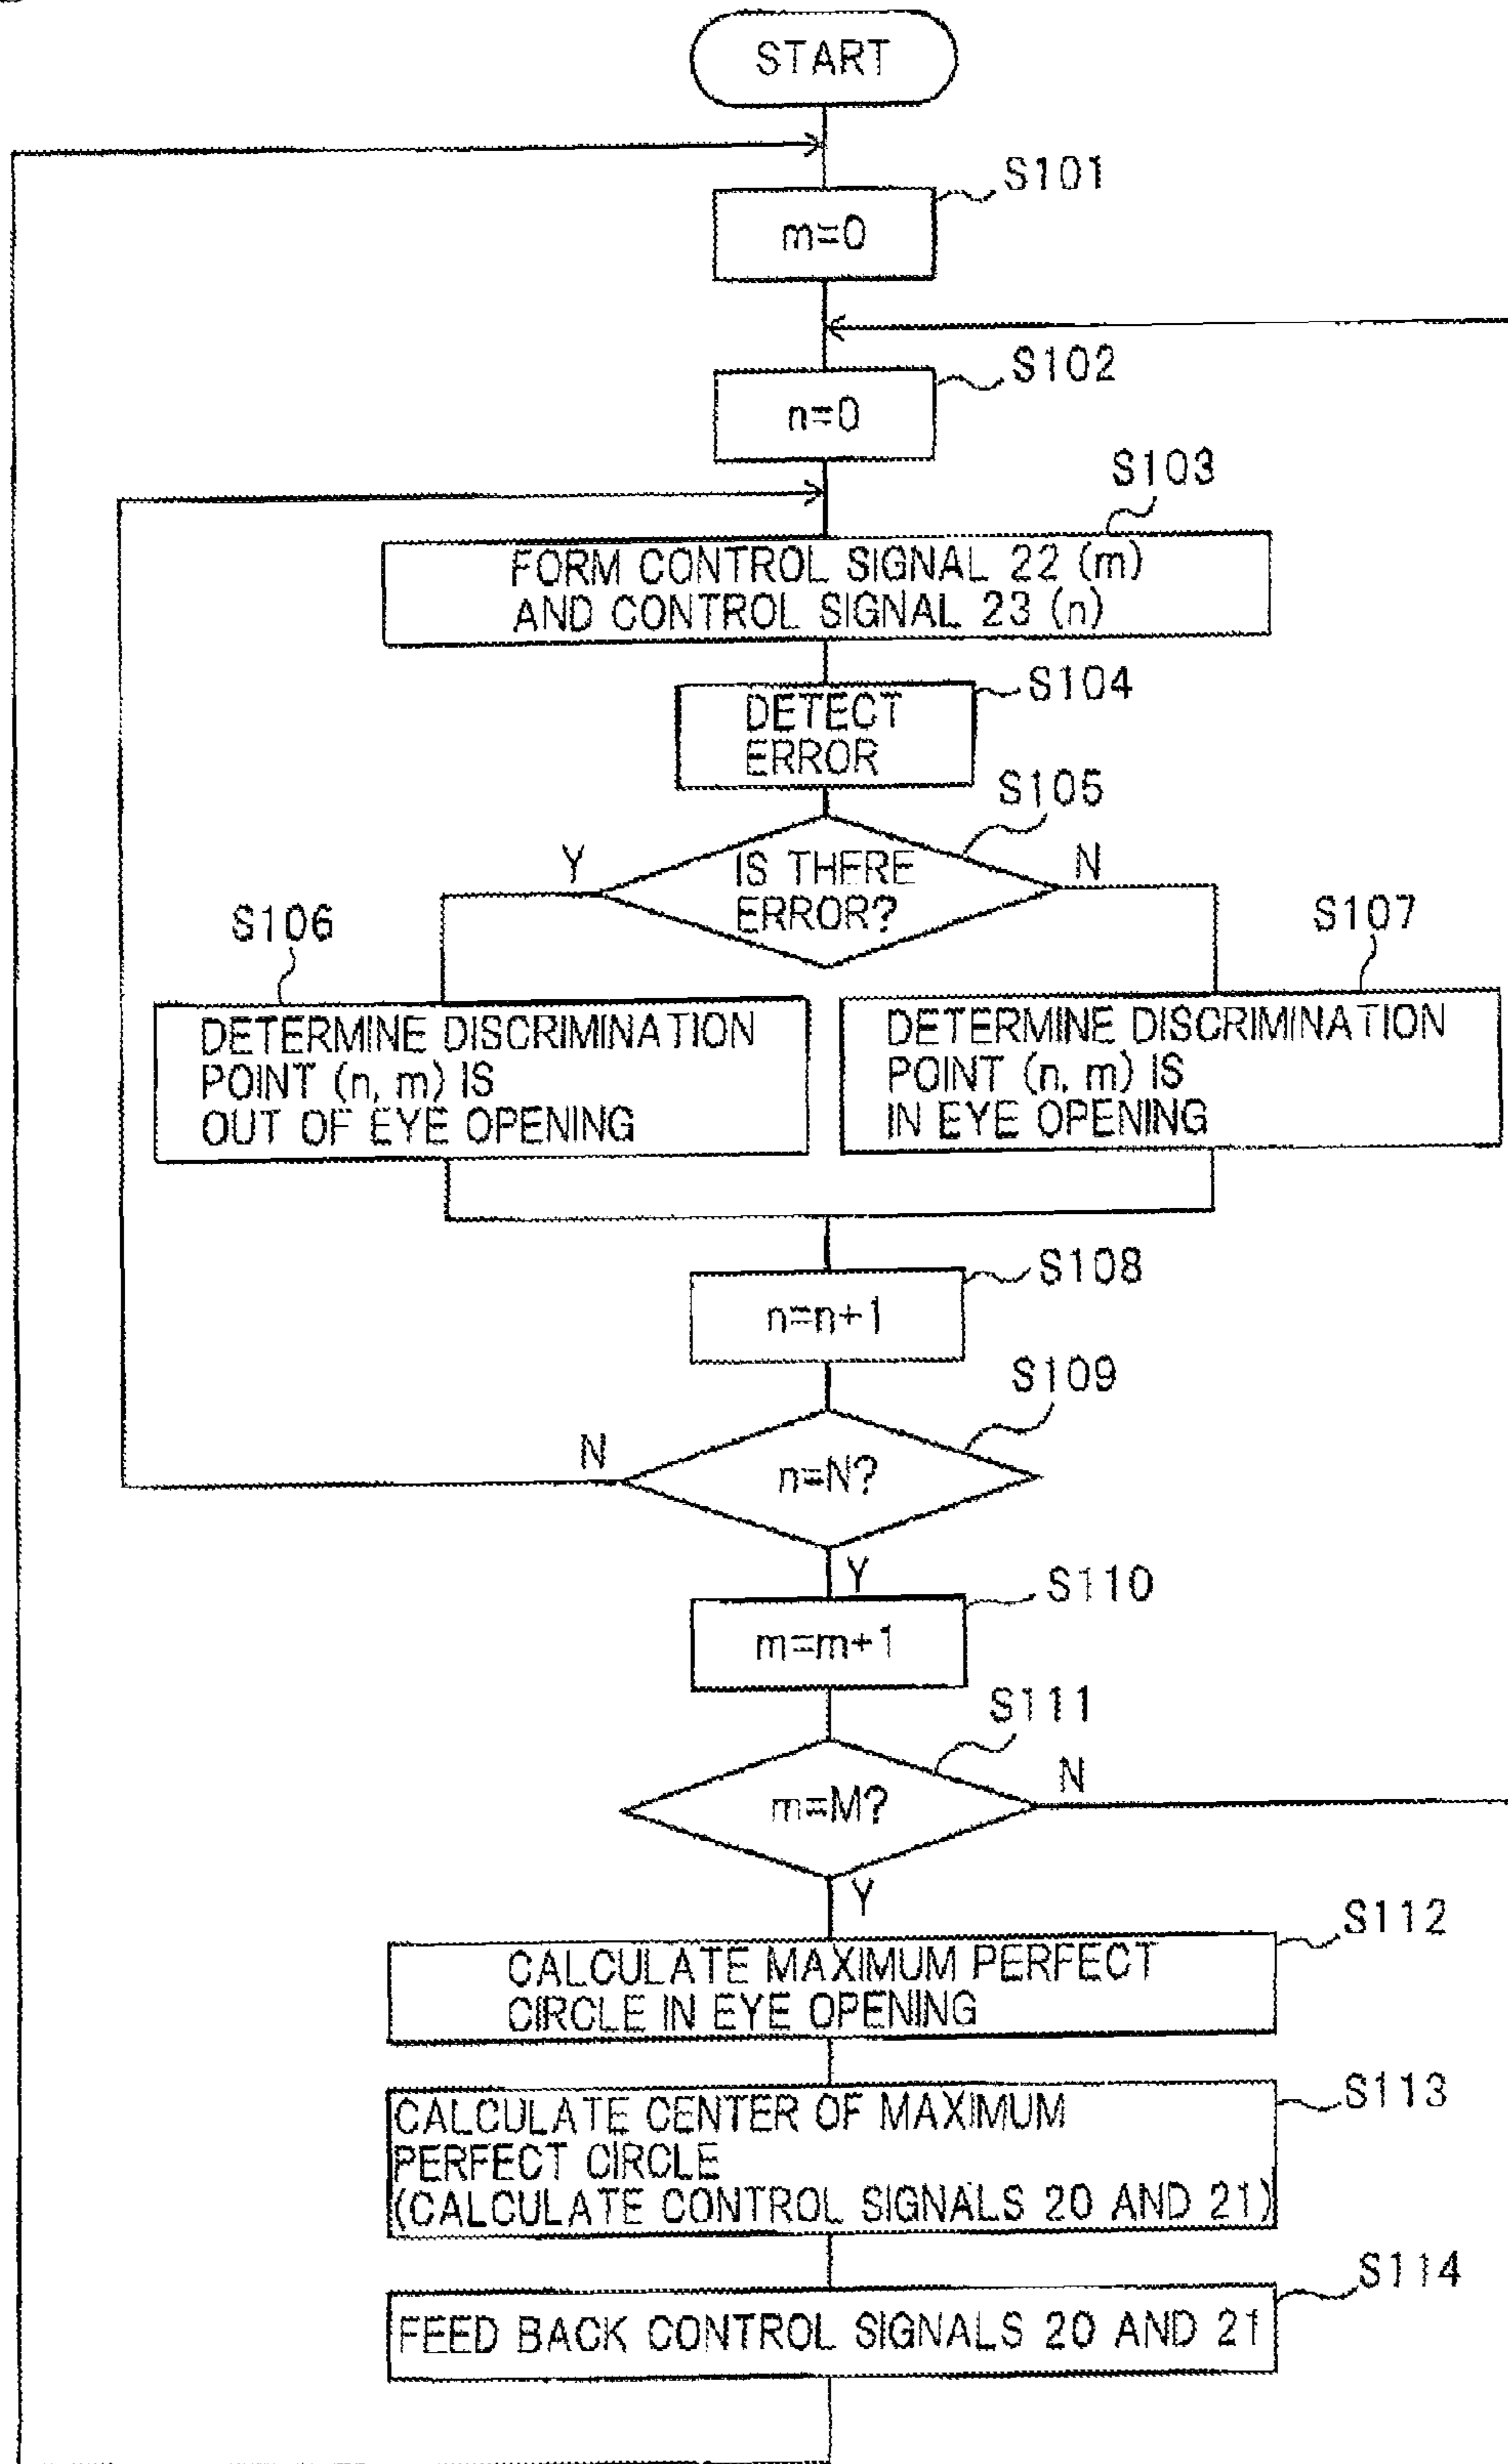 START
S101
m=0
S102
n=0
S103
FORM CONTROL SIGNAL 22 (m)
AND CONTROL SIGNAL 23 (n)
S104
DETECT
ERROR
S105
Y
IS THERE
ERROR?
N
S106
S107
DETERMINE DISCRIMINATION
POINT (n, m) IS
OUT OF EYE OPENING
DETERMINE DISCRIMINATION
POINT (n, m) IS
IN EYE OPENING
S108
n=n+1
S109
N
n=N?
Y
S110
m=m+1
S111
N
m=M?
Y
S112
CALCULATE MAXIMUM PERFECT
CIRCLE IN EYE OPENING
S113
CALCULATE CENTER OF MAXIMUM
PERFECT CIRCLE
(CALCULATE CONTROL SIGNALS 20 AND 21)
S114
FEED BACK CONTROL SIGNALS 20 AND 21